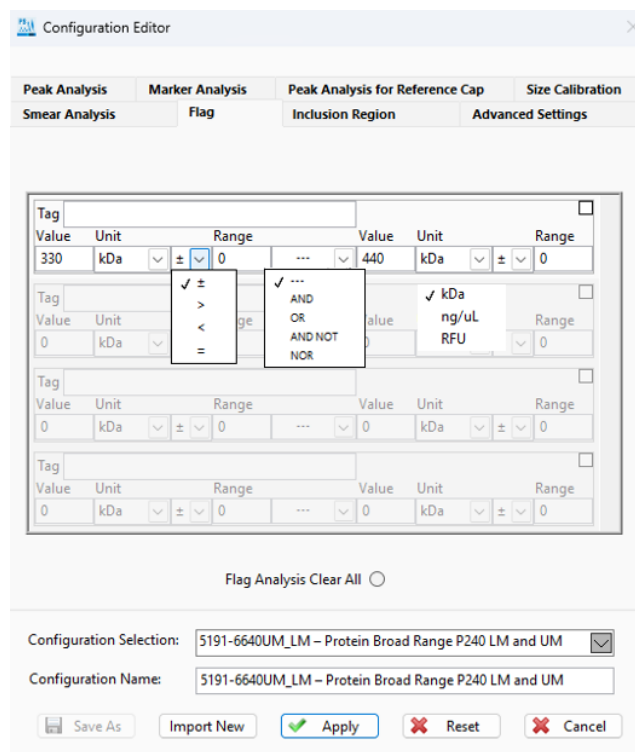 Configuration Editor
Peak Analysis Marker Analysis Peak Analysis for Reference Cap Size Calibration
Smear Analysis Flag Inclusion Region Advanced Settings
Tag
Value Unit Range Value Unit Range
330 kDa ± 0 --- 440 kDa ± 0
✓ ±
>
<
=
✓ ---
AND
OR
AND NOT
NOR
✓ kDa
ng/uL
RFU
Tag
Value Unit ge alue Unit Range
0 kDa 0
Tag
Value Unit Range Value Unit Range
0 kDa ± 0 --- 0 kDa ± 0
Tag
Value Unit Range Value Unit Range
0 kDa ± 0 --- 0 kDa ± 0
Flag Analysis Clear All
Configuration Selection: 5191-6640UM_LM – Protein Broad Range P240 LM and UM
Configuration Name: 5191-6640UM_LM – Protein Broad Range P240 LM and UM
Save As Import New Apply Reset Cancel